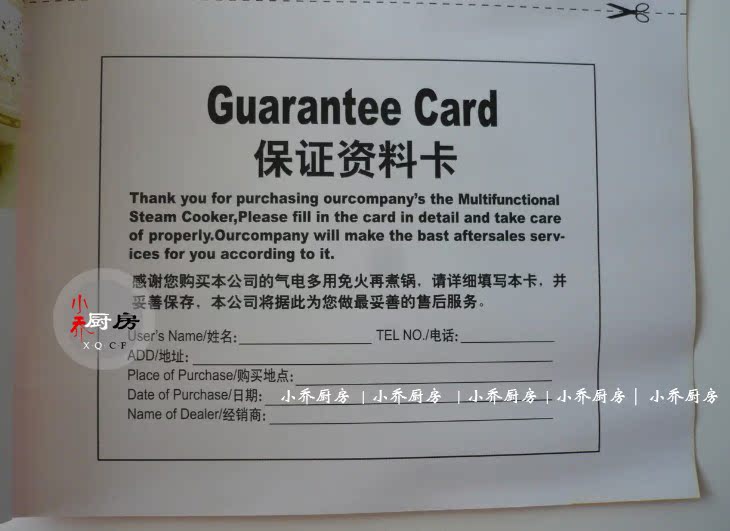 Guarantee Card
保证资料卡
Thank you for purchasing ourcompany's the Multifunctional
Steam Cooker,Please fill in the card in detail and take care
of properly.Ourcompany will make the bast aftersales serv-
ices for you according to it.
感谢您购买本公司的气电多用免火再煮锅，请详细填写本卡，并
妥善保存，本公司将据此为您做最妥善的售后服务。
小乔厨房
XQCF
User's Name/姓名: TEL NO./电话:
ADD/地址:
Place of Purchase/购买地点:
Date of Purchase/日期:
小乔厨房 | 小乔厨房 | 小乔厨房 | 小乔厨房 | 小乔厨房
Name of Dealer/经销商: